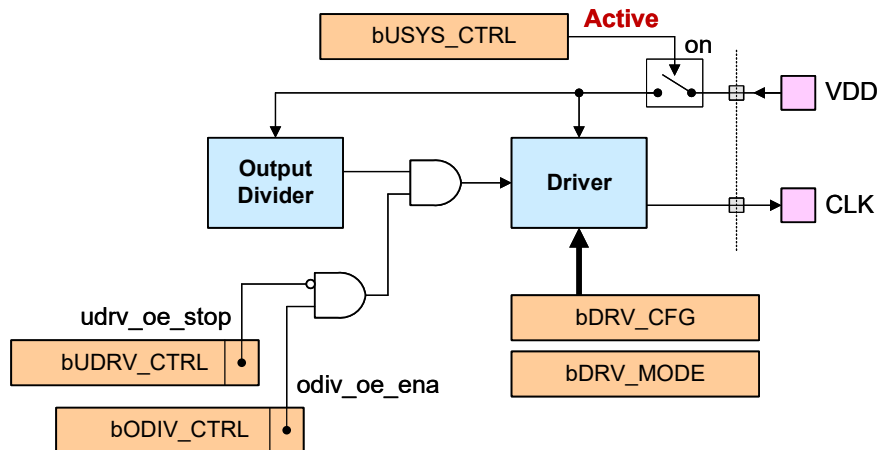 Active
bUSYS_CTRL
on
VDD
Output
Divider
Driver
CLK
udrv_oe_stop
bDRV_CFG
bUDRV_CTRL
bDRV_MODE
odiv_oe_ena
bODIV_CTRL